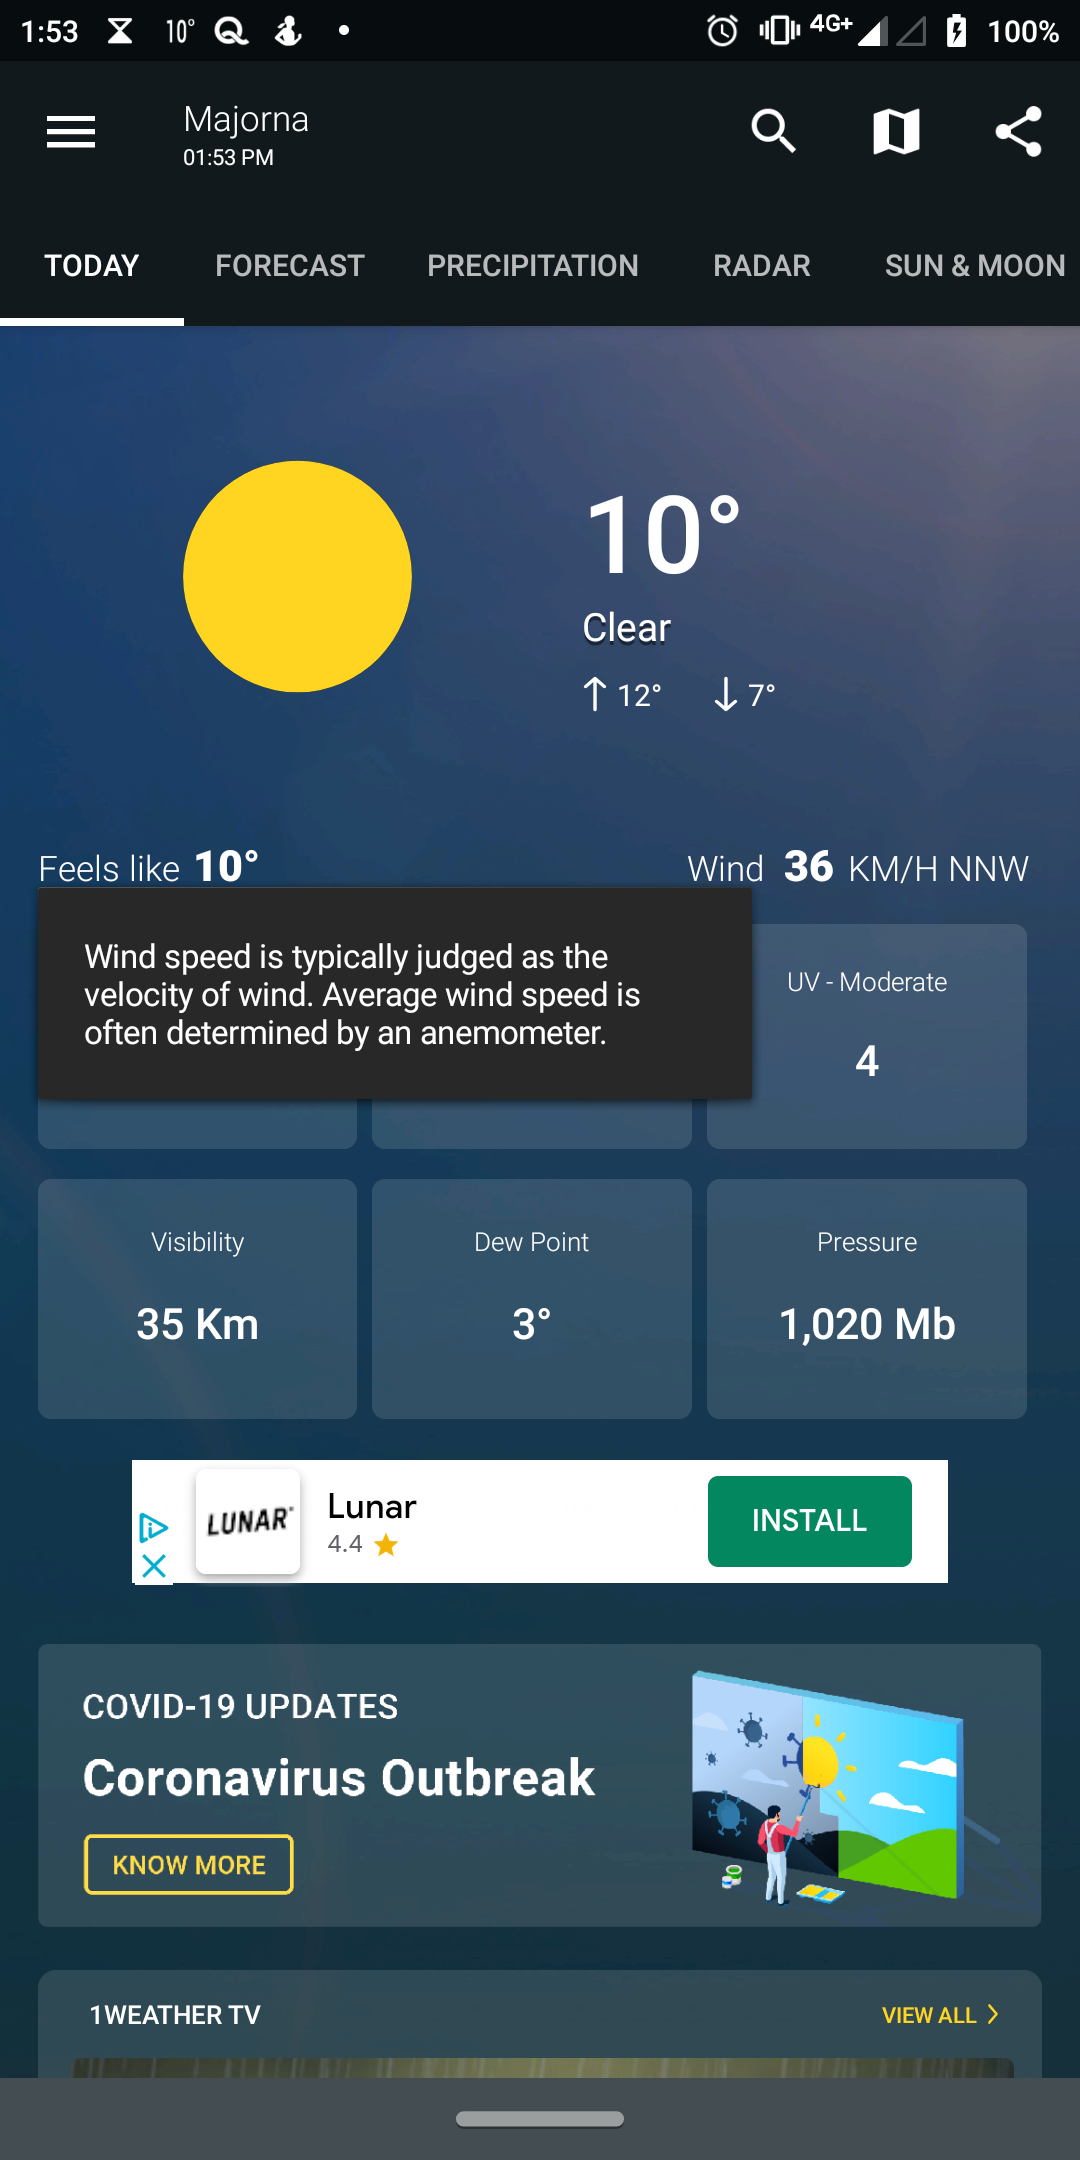 1:53 10° 4G+ 100%
Majorna
01:53 PM
TODAY FORECAST PRECIPITATION RADAR SUN & MOON
10°
Clear
↑ 12° ↓ 7°
Feels like 10° Wind 36 KM/H NNW
Wind speed is typically judged as the
velocity of wind. Average wind speed is
often determined by an anemometer.
UV - Moderate
4
Visibility Dew Point Pressure
35 Km 3° 1,020 Mb
LUNAR
Lunar
4.4
INSTALL
COVID-19 UPDATES
Coronavirus Outbreak
KNOW MORE
1WEATHER TV VIEW ALL